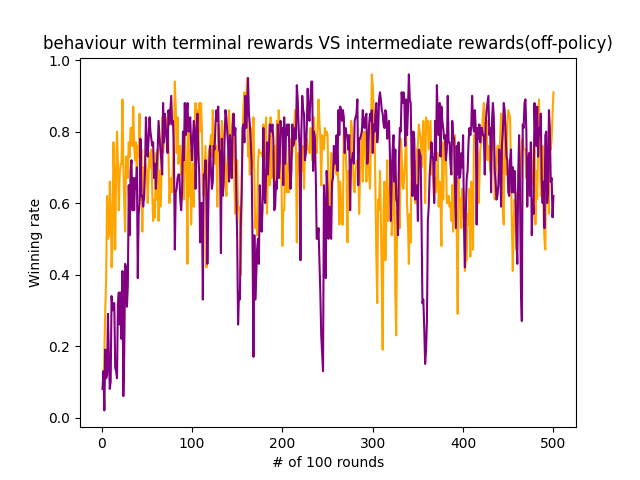 behaviour with terminal rewards VS intermediate rewards(off-policy)
1.0
0.8
0.6
0.4
0.2
0.0
Winning rate
0 100 200 300 400 500
# of 100 rounds